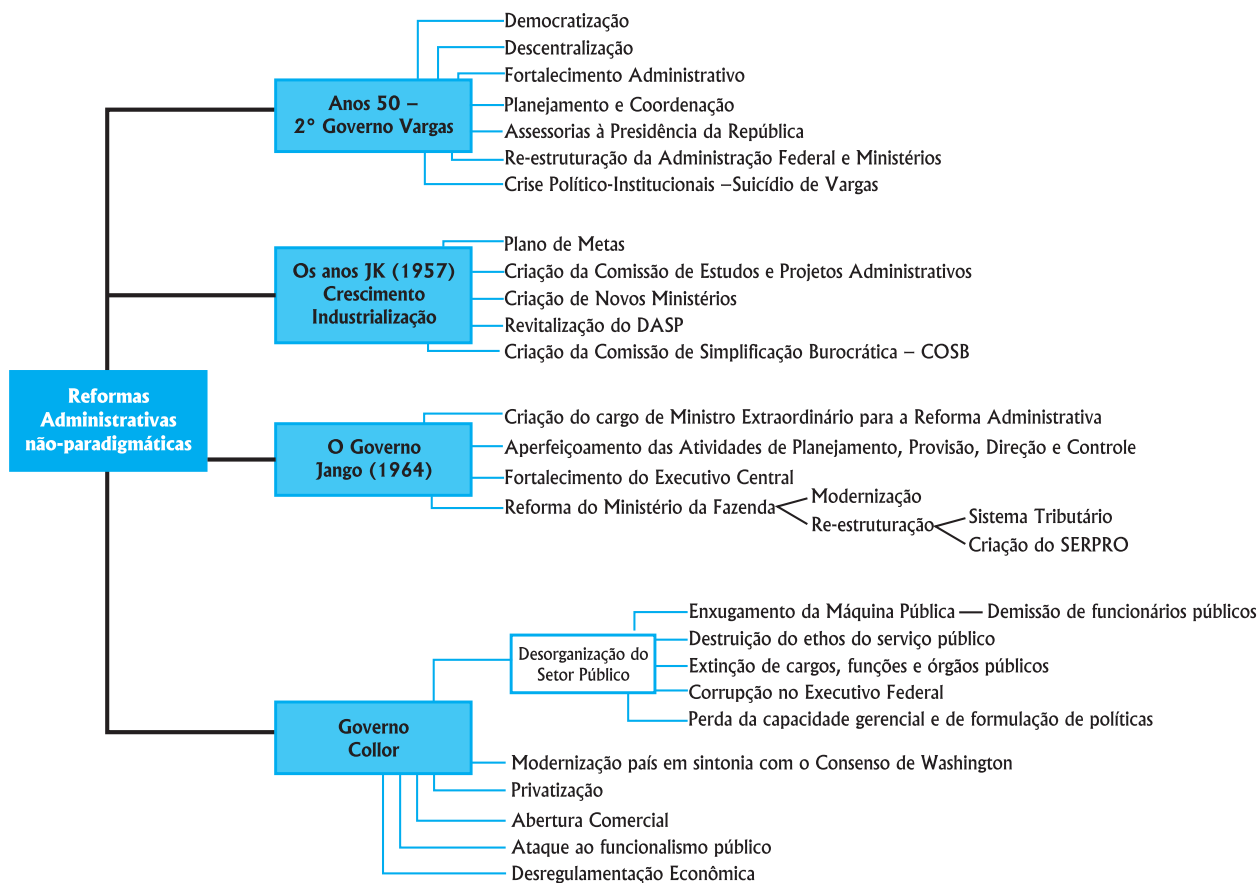 Reformas
Administrativas
não-paradigmáticas
Anos 50 –
2° Governo Vargas
Democratização
Descentralização
Fortalecimento Administrativo
Planejamento e Coordenação
Assessorias à Presidência da República
Re-estruturação da Administração Federal e Ministérios
Crise Político-Institucionais –Suicídio de Vargas
Os anos JK (1957)
Crescimento
Industrialização
Plano de Metas
Criação da Comissão de Estudos e Projetos Administrativos
Criação de Novos Ministérios
Revitalização do DASP
Criação da Comissão de Simplificação Burocrática – COSB
O Governo
Jango (1964)
Criação do cargo de Ministro Extraordinário para a Reforma Administrativa
Aperfeiçoamento das Atividades de Planejamento, Provisão, Direção e Controle
Fortalecimento do Executivo Central
Reforma do Ministério da Fazenda
Modernização
Re-estruturação
Sistema Tributário
Criação do SERPRO
Governo
Collor
Desorganização do
Setor Público
Enxugamento da Máquina Pública — Demissão de funcionários públicos
Destruição do ethos do serviço público
Extinção de cargos, funções e órgãos públicos
Corrupção no Executivo Federal
Perda da capacidade gerencial e de formulação de políticas
Modernização país em sintonia com o Consenso de Washington
Privatização
Abertura Comercial
Ataque ao funcionalismo público
Desregulamentação Econômica